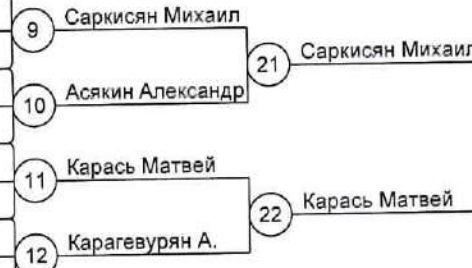 9 Саркисян Михаил
21 Саркисян Михаил
10 Асякин Александр
11 Карась Матвей
22 Карась Матвей
12 Карагевурян А.